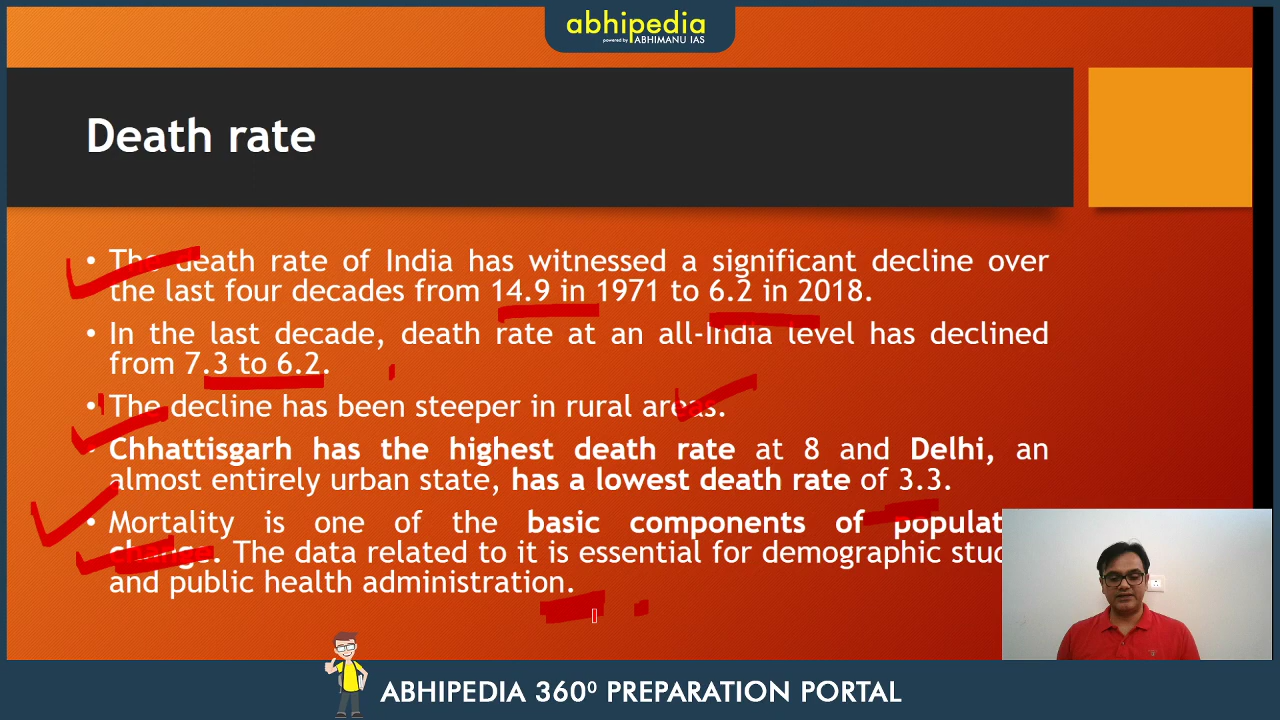 abhipedia
powered by ABHIMANU IAS
Death rate
• The death rate of India has witnessed a significant decline over
the last four decades from 14.9 in 1971 to 6.2 in 2018.
• In the last decade, death rate at an all-India level has declined
from 7.3 to 6.2.
• The decline has been steeper in rural areas.
• Chhattisgarh has the highest death rate at 8 and Delhi, an
almost entirely urban state, has a lowest death rate of 3.3.
• Mortality is one of the basic components of
change. The data related to it is essential for demographic
and public health administration.
ABHIPEDIA 360⁰ PREPARATION PORTAL